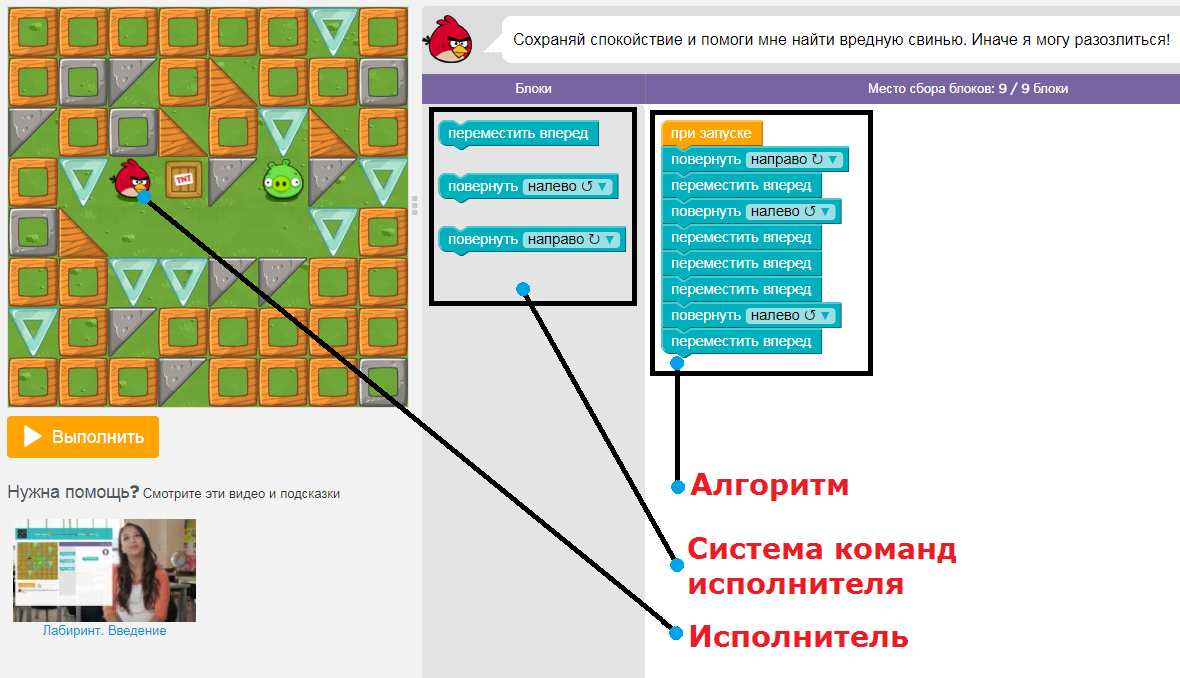 Сохраняй спокойствие и помоги мне найти вредную свинью. Иначе я могу разозлиться!
Блоки
Место сбора блоков: 9 / 9 блоки
переместить вперед
повернуть налево ↺ ▼
повернуть направо ↻ ▼
при запуске
повернуть направо ↻ ▼
переместить вперед
повернуть налево ↺ ▼
переместить вперед
переместить вперед
переместить вперед
повернуть налево ↺ ▼
переместить вперед
TNT
Выполнить
Нужна помощь? Смотрите эти видео и подсказки
Лабиринт. Введение
Алгоритм
Система команд
исполнителя
Исполнитель